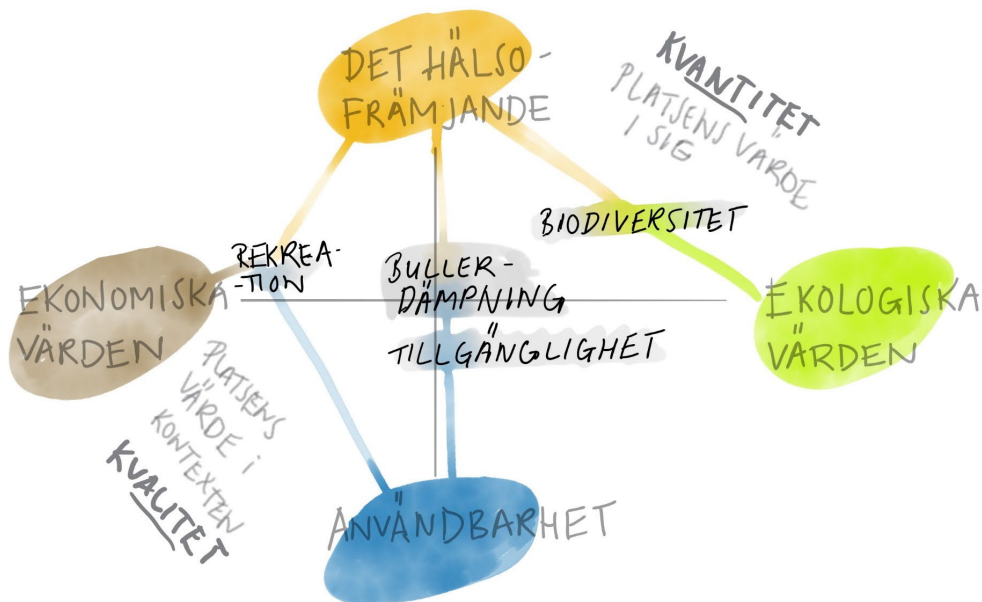 DET HÄLSO-
FRÄMJANDE
KVANTITET
PLATSENS VÄRDE
I SIG
BIODIVERSITET
REKREA-
-TION
BULLER-
DÄMPNING
TILLGÄNGLIGHET
EKONOMISKA
VÄRDEN
EKOLOGISKA
VÄRDEN
PLATSENS
VÄRDE i
KONTEXTEN
KVALITET
ANVÄNDBARHET